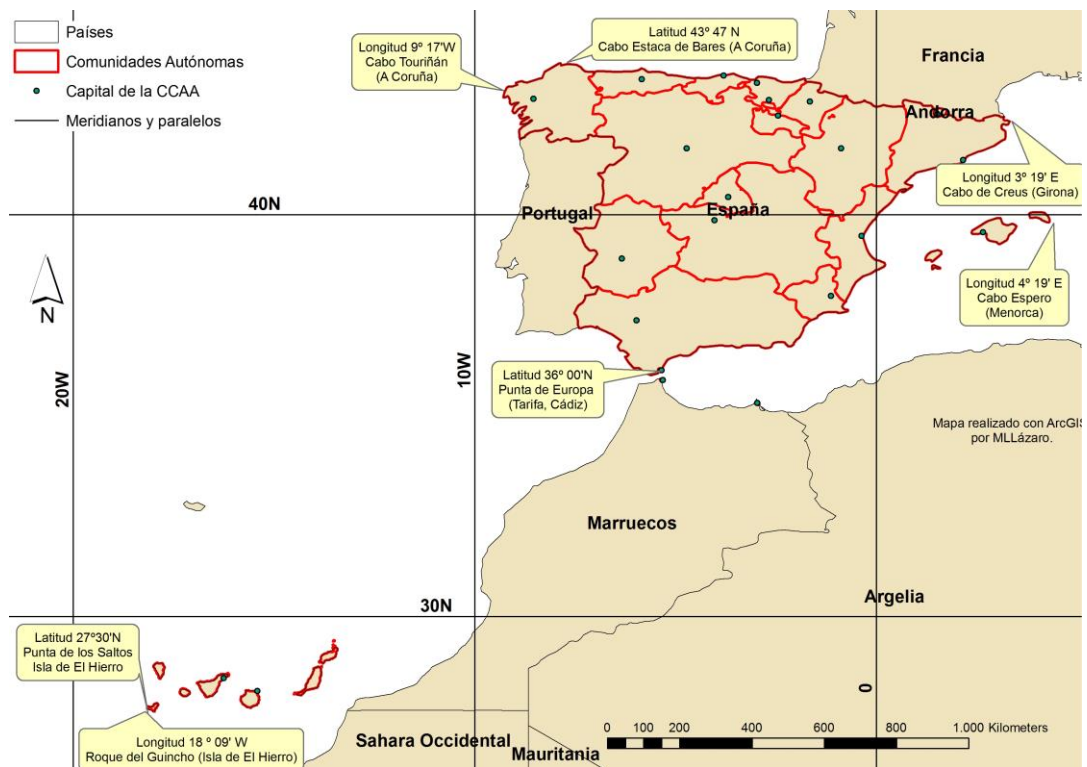 Países
Comunidades Autónomas
Capital de la CCAA
Meridianos y paralelos
Longitud 9º 17'W
Cabo Touriñán
(A Coruña)
Latitud 43º 47 N
Cabo Estaca de Bares (A Coruña)
Francia
Andorra
Longitud 3º 19' E
Cabo de Creus (Girona)
40N
Portugal
España
N
Longitud 4º 19' E
Cabo Espero
(Menorca)
20W
10W
Latitud 36º 00'N
Punta de Europa
(Tarifa, Cádiz)
Mapa realizado con ArcGIS
por MLLázaro.
Marruecos
Argelia
30N
Latitud 27º30'N
Punta de los Saltos
Isla de El Hierro
0
Longitud 18 º 09' W
Roque del Guincho (Isla de El Hierro)
Sahara Occidental
Mauritania
0 100 200 400 600 800 1.000 Kilometers